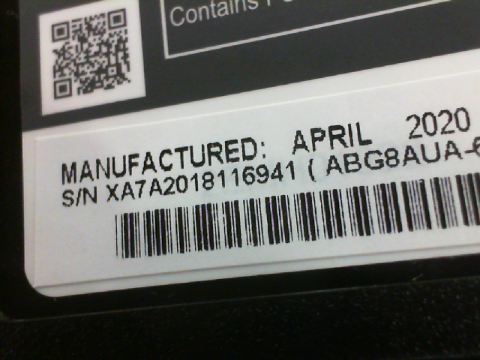 Contains
MANUFACTURED: APRIL 2020
S/N XA7A2018116941 ( ABG8AUA-